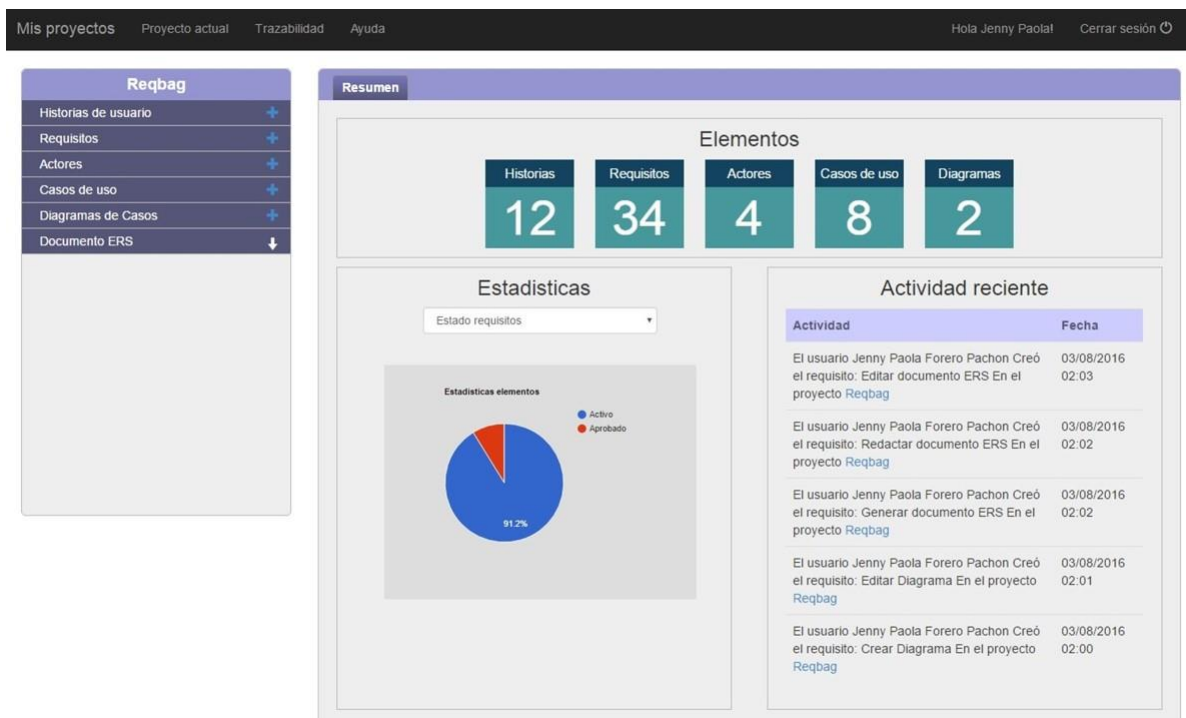 Mis proyectos Proyecto actual Trazabilidad Ayuda Hola Jenny Paola! Cerrar sesión
Reqbag
Historias de usuario
Requisitos
Actores
Casos de uso
Diagramas de Casos
Documento ERS
Resumen
Elementos
Historias Requisitos Actores Casos de uso Diagramas
12 34 4 8 2
Estadisticas
Estado requisitos
Estadisticas elementos
Activo
Aprobado
91.2%
Actividad reciente
Actividad Fecha
El usuario Jenny Paola Forero Pachon Creó 03/08/2016
el requisito: Editar documento ERS En el 02:03
proyecto Reqbag
El usuario Jenny Paola Forero Pachon Creó 03/08/2016
el requisito: Redactar documento ERS En el 02:02
proyecto Reqbag
El usuario Jenny Paola Forero Pachon Creó 03/08/2016
el requisito: Generar documento ERS En el 02:02
proyecto Reqbag
El usuario Jenny Paola Forero Pachon Creó 03/08/2016
el requisito: Editar Diagrama En el proyecto 02:01
Reqbag
El usuario Jenny Paola Forero Pachon Creó 03/08/2016
el requisito: Crear Diagrama En el proyecto 02:00
Reqbag